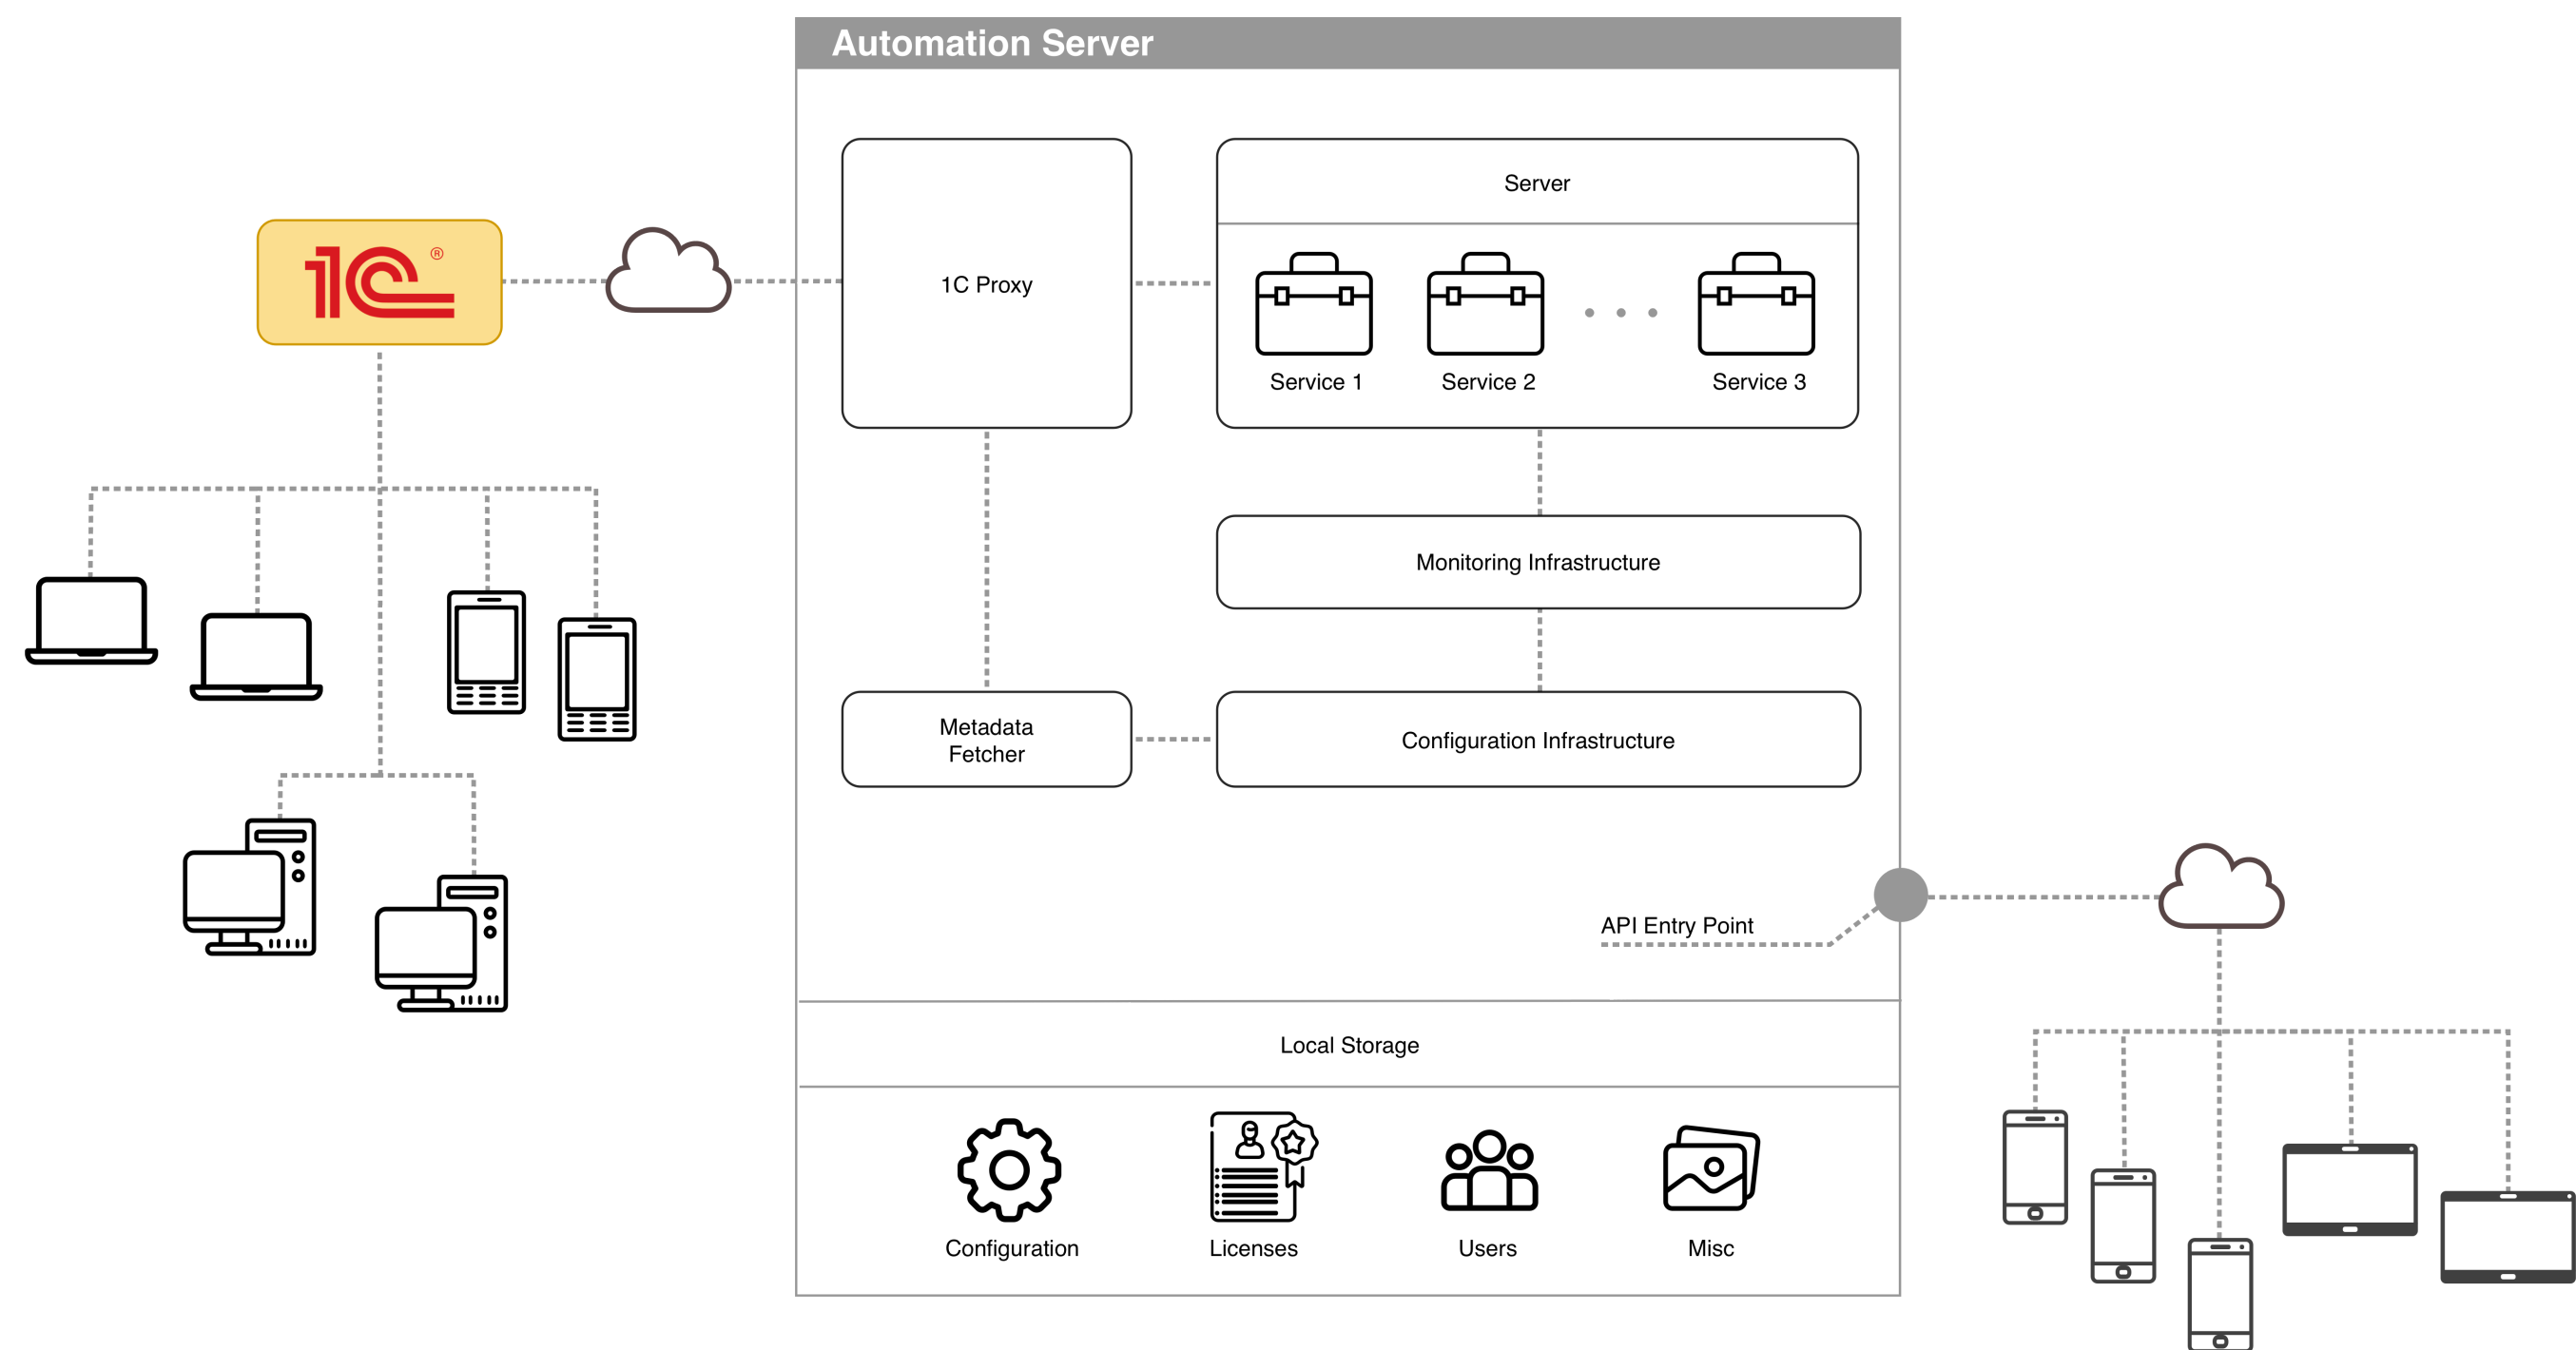 Automation Server
1C ®
1C Proxy
Server
Service 1
Service 2
Service 3
Monitoring Infrastructure
Metadata
Fetcher
Configuration Infrastructure
API Entry Point
Local Storage
Configuration
Licenses
Users
Misc